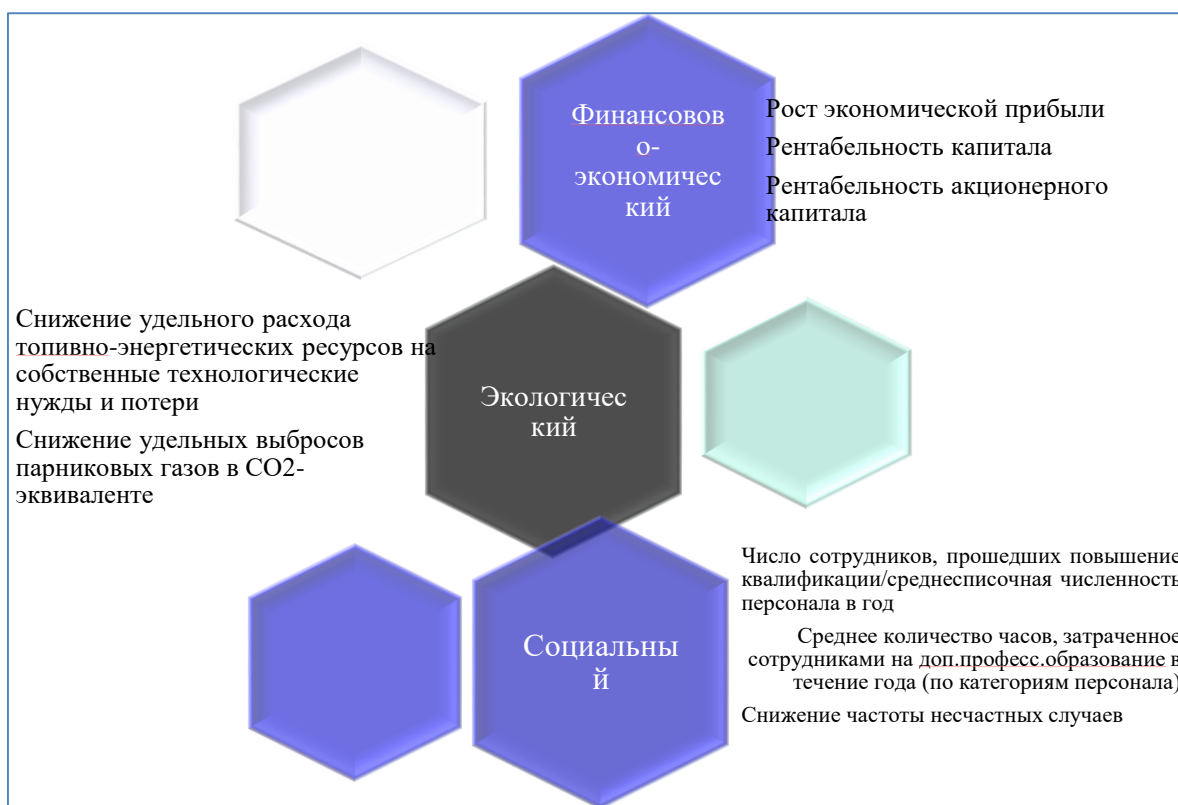 Финансовов
о-
экономичес
кий
Рост экономической прибыли
Рентабельность капитала
Рентабельность акционерного
капитала
Снижение удельного расхода
топивно-энергетических ресурсов на
собственные технологические
нужды и потери
Снижение удельных выбросов
парниковых газов в CO2-
эквиваленте
Экологичес
кий
Социальны
й
Число сотрудников, прошедших повышение
квалификации/среднесписочная численность
персонала в год
Среднее количество часов, затраченное
сотрудниками на доп.професс.образование в
течение года (по категориям персонала)
Снижение частоты несчастных случаев